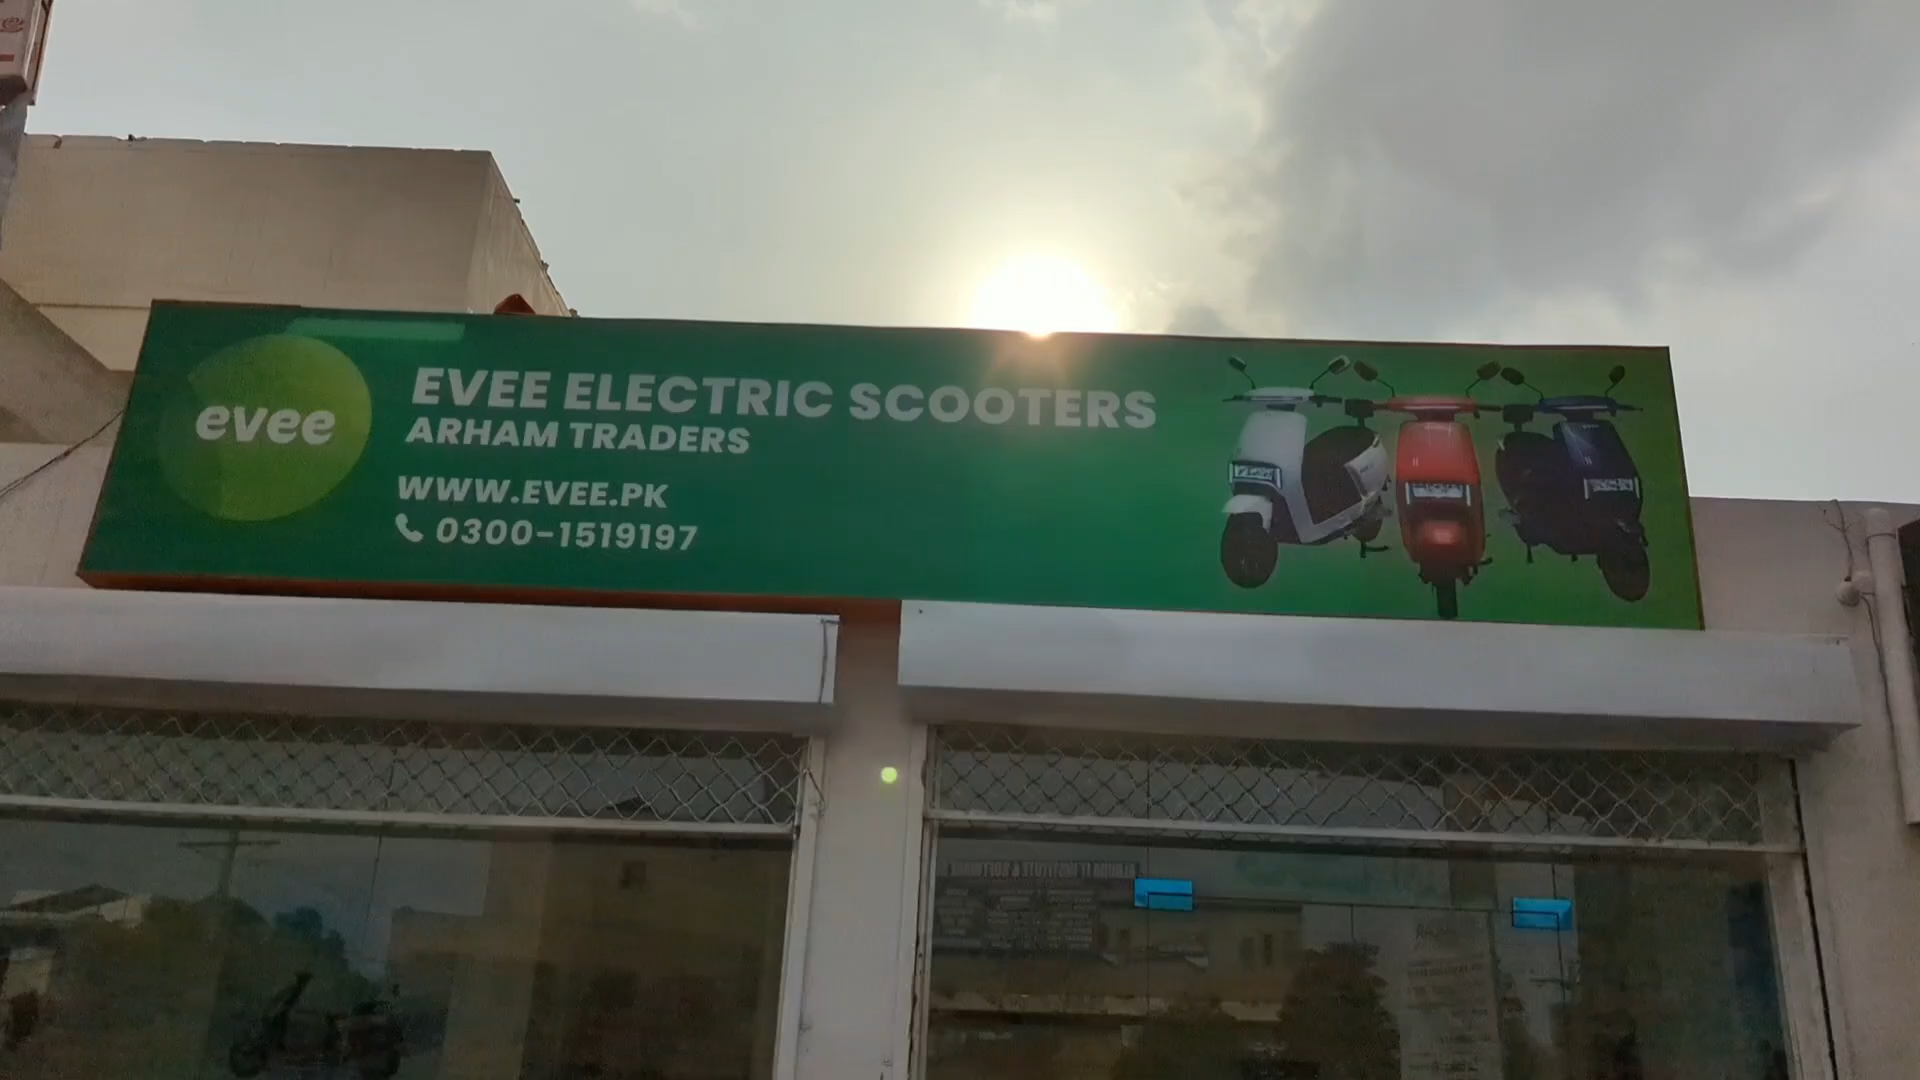 evee
EVEE ELECTRIC SCOOTERS
ARHAM TRADERS
WWW.EVEE.PK
0300-1519197